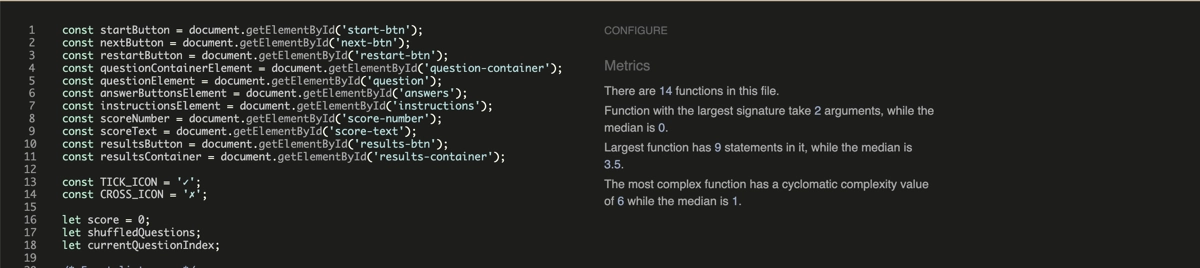 1 const startButton = document.getElementById('start-btn');
2 const nextButton = document.getElementById('next-btn');
3 const restartButton = document.getElementById('restart-btn');
4 const questionContainerElement = document.getElementById('question-container');
5 const questionElement = document.getElementById('question');
6 const answerButtonsElement = document.getElementById('answers');
7 const instructionsElement = document.getElementById('instructions');
8 const scoreNumber = document.getElementById('score-number');
9 const scoreText = document.getElementById('score-text');
10 const resultsButton = document.getElementById('results-btn');
11 const resultsContainer = document.getElementById('results-container');
12
13 const TICK_ICON = '✓';
14 const CROSS_ICON = '✗';
15
16 let score = 0;
17 let shuffledQuestions;
18 let currentQuestionIndex;
19
CONFIGURE
Metrics
There are 14 functions in this file.
Function with the largest signature take 2 arguments, while the
median is 0.
Largest function has 9 statements in it, while the median is
3.5.
The most complex function has a cyclomatic complexity value
of 6 while the median is 1.